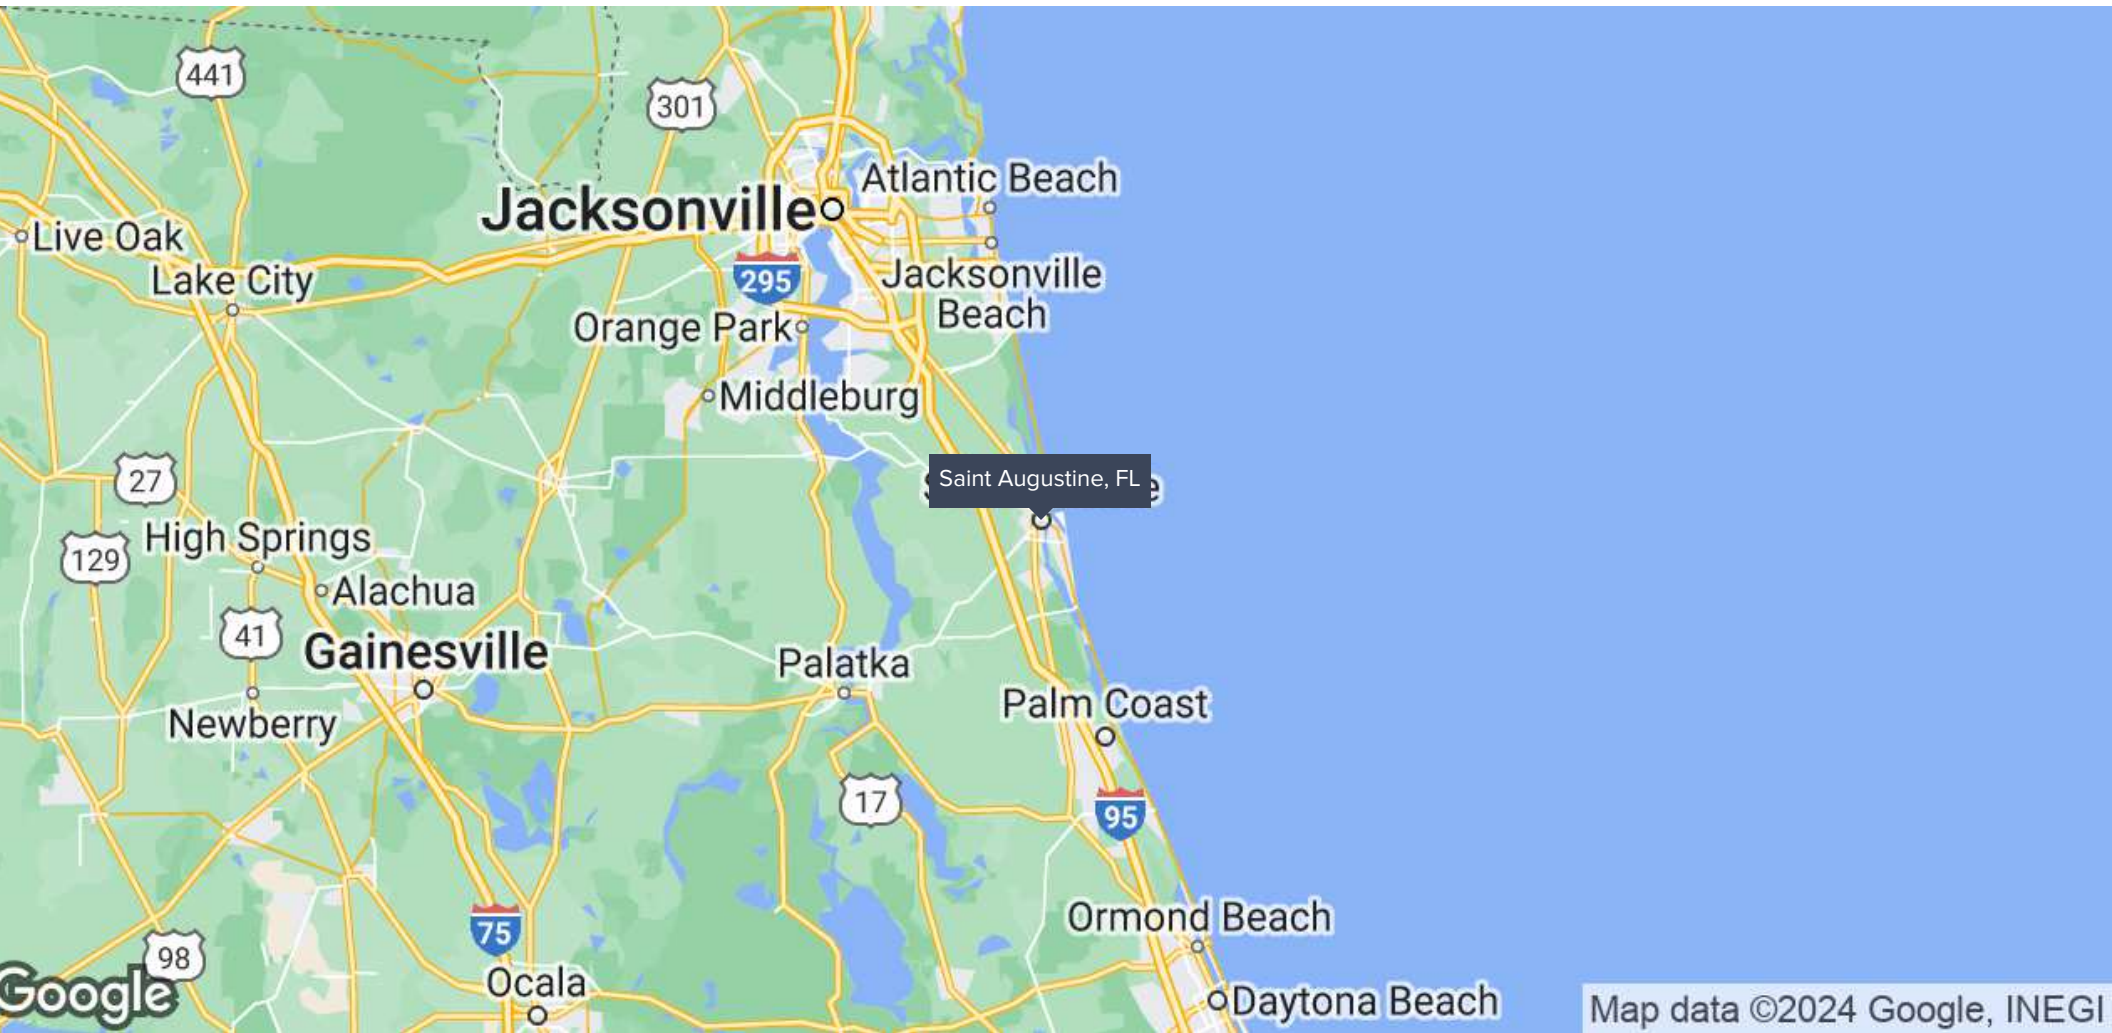 441
301
Atlantic Beach
Jacksonville
Live Oak
Lake City
295
Jacksonville
Beach
Orange Park
Middleburg
27
Saint Augustine, FL
High Springs
129
Alachua
41
Gainesville
Palatka
Palm Coast
Newberry
17
95
Ormond Beach
75
98
Ocala
Google
Daytona Beach
Map data ©2024 Google, INEGI